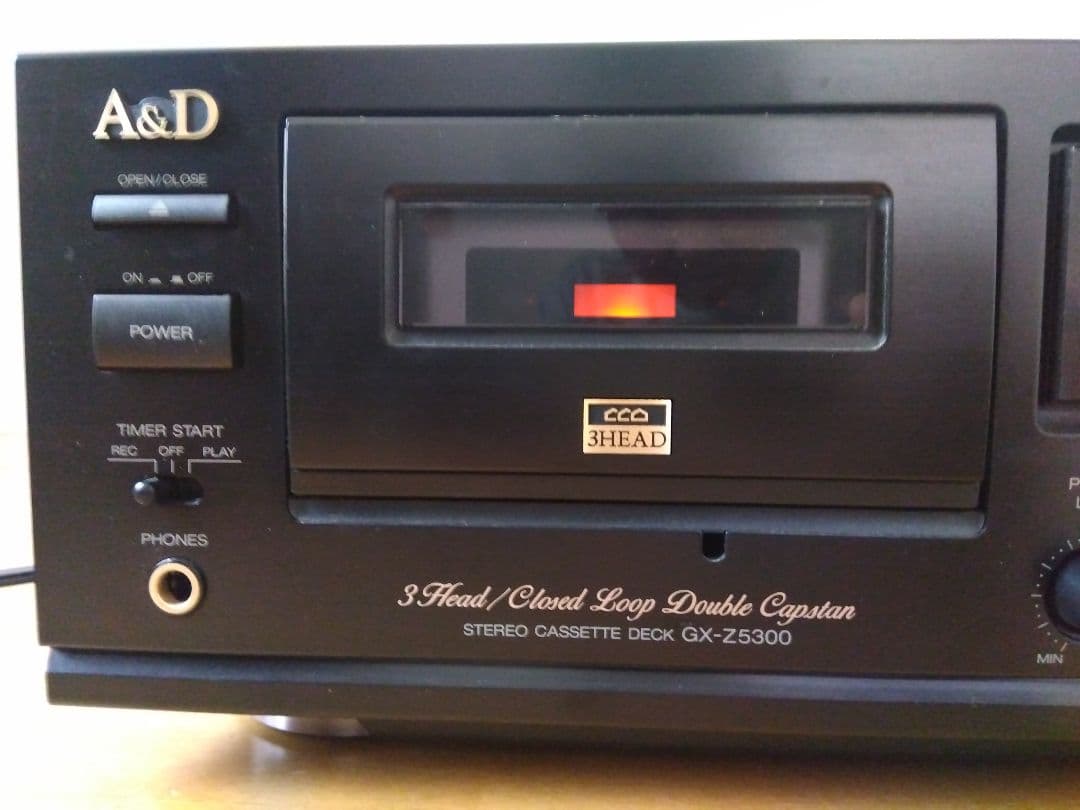 A&D
OPEN/CLOSE
ON OFF
POWER
TIMER START
REC OFF PLAY
PHONES
3HEAD
3 Head/Closed Loop Double Capstan
STEREO CASSETTE DECK GX-Z5300
MIN